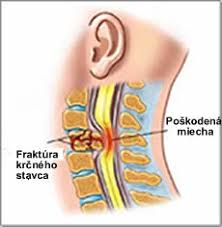 Poškodená
miecha
Fraktúra
krčného
stavca